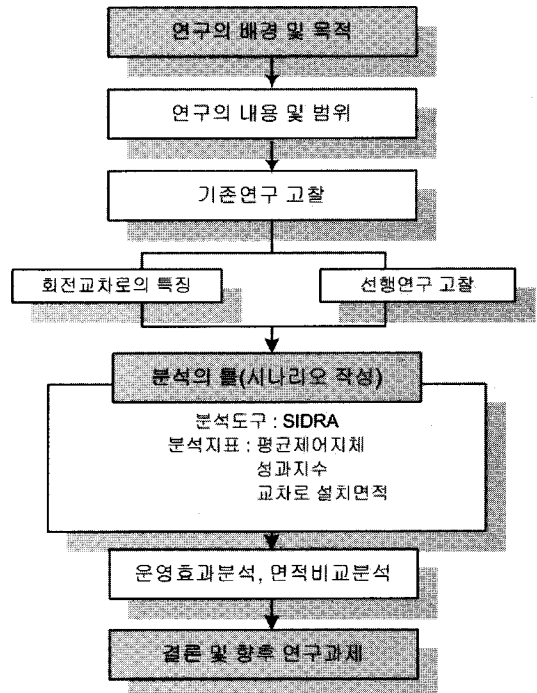 연구의 배경 및 목적
연구의 내용 및 범위
기존연구 고찰
회전교차로의 특징
선행연구 고찰
분석의 틀(시나리오 작성)
분석도구 : SIDRA
분석지표 : 평균제어지체
성과지수
교차로 설치면적
운영효과분석, 면적비교분석
결론 및 향후 연구과제